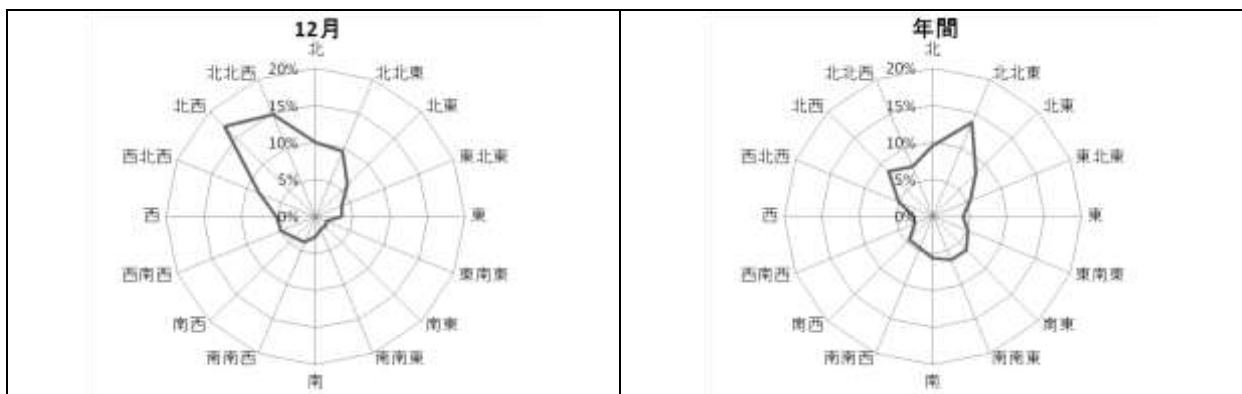 12月
北
20%
北北西
北北東
北西
15%
北東
10%
西北西
東北東
5%
西
0%
東
西南西
東南東
南西
南東
南南西
南南東
南
年間
北
20%
北北西
北北東
北西
15%
北東
10%
西北西
東北東
5%
西
0%
東
西南西
東南東
南西
南東
南南西
南南東
南